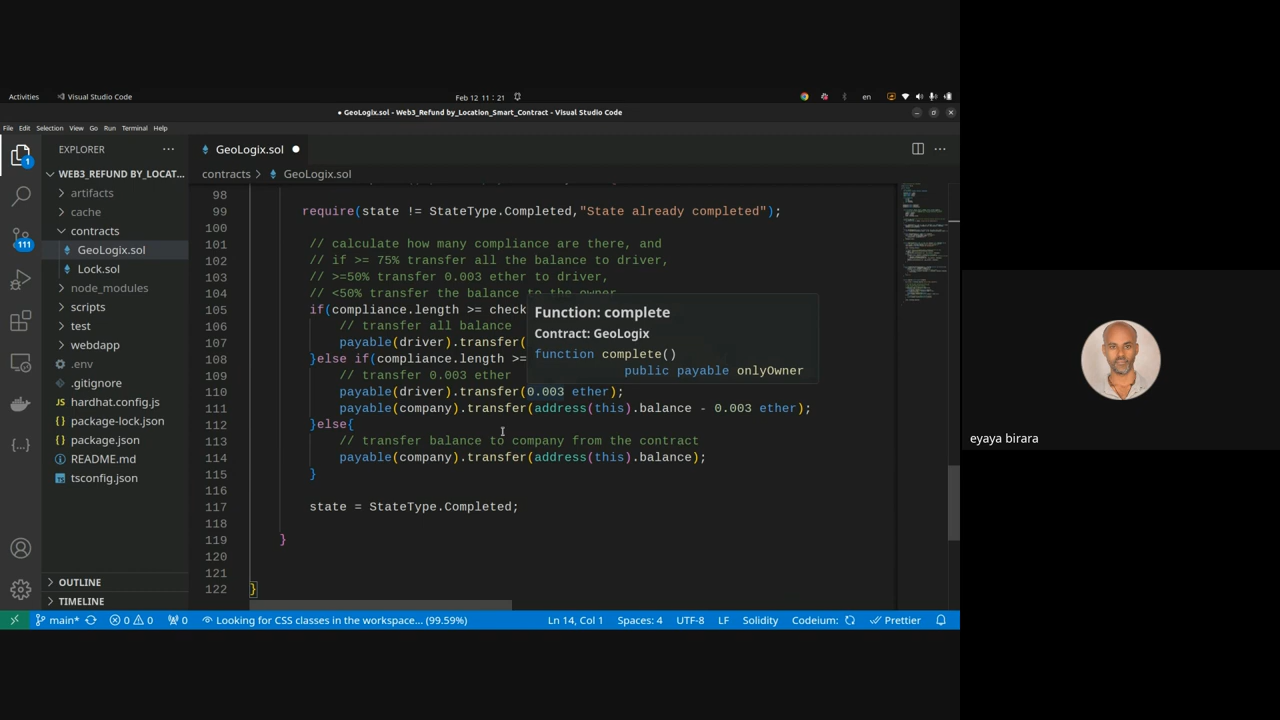 Activities
Visual Studio Code
Feb 12 11:21
en
● GeoLogix.sol - Web3_Refund by_Location_Smart_Contract - Visual Studio Code
File Edit Selection View Go Run Terminal Help
EXPLORER
GeoLogix.sol
contracts > GeoLogix.sol
1
111
WEB3_REFUND BY_LOCAT...
artifacts
cache
contracts
GeoLogix.sol
Lock.sol
node_modules
scripts
test
webapp
.env
.gitignore
hardhat.config.js
package-lock.json
package.json
README.md
tsconfig.json
OUTLINE
TIMELINE
98
99 require(state != StateType.Completed,"State already completed");
100
101 // calculate how many compliance are there, and
102 // if >= 75% transfer all the balance to driver,
103 // >=50% transfer 0.003 ether to driver,
104 // <50% transfer the balance to the owner
105 if(compliance.length >= check
106 // transfer all balance
107 payable(driver).transfer(
108 }else if(compliance.length >=
109 // transfer 0.003 ether
110 payable(driver).transfer(0.003 ether);
111 payable(company).transfer(address(this).balance - 0.003 ether);
112 }else{
113 // transfer balance to company from the contract
114 payable(company).transfer(address(this).balance);
115 }
116
117 state = StateType.Completed;
118
119 }
120
121
122 }
Function: complete
Contract: GeoLogix
function complete()
public payable onlyOwner
main* 0 0 0 Looking for CSS classes in the workspace... (99.59%) Ln 14, Col 1 Spaces: 4 UTF-8 LF Solidity Codeium: Prettier
eyaya birara